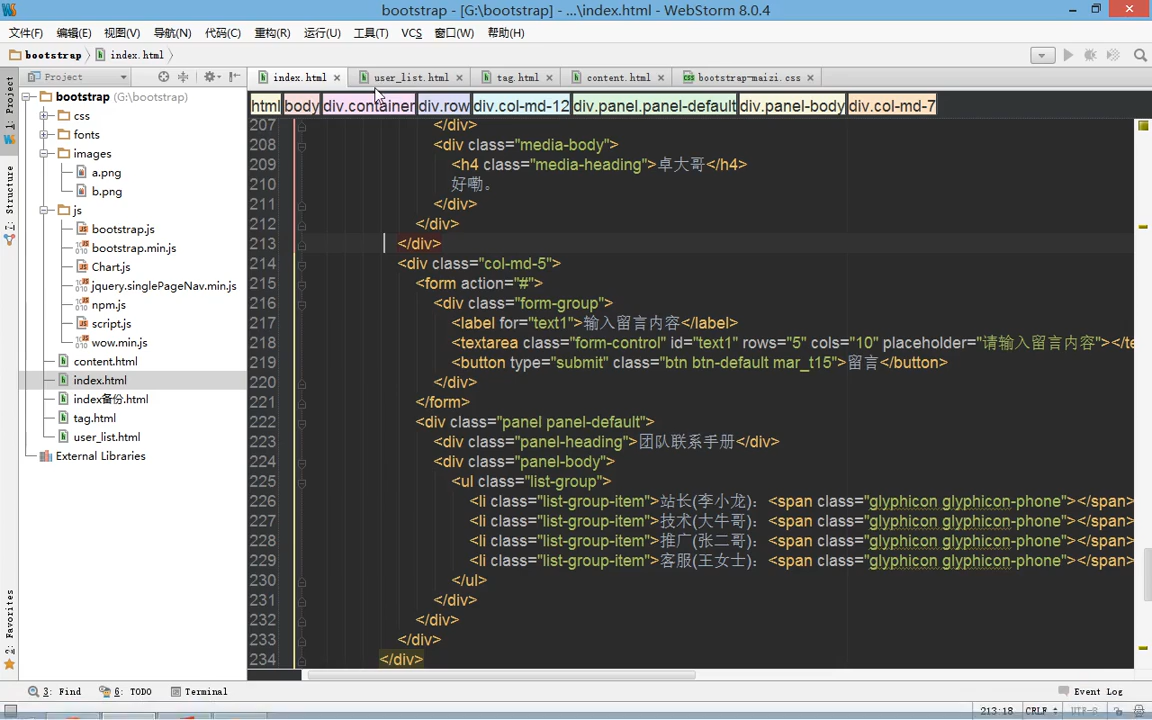 bootstrap - [G:\bootstrap] - ...\index.html - WebStorm 8.0.4
文件(F) 编辑(E) 视图(V) 导航(N) 代码(C) 重构(R) 运行(U) 工具(T) VCS 窗口(W) 帮助(H)
bootstrap index.html
Project
index.html user_list.html tag.html content.html bootstrap-maizi.css
html body div.container div.row div.col-md-12 div.panel.panel-default div.panel-body div.col-md-7
1: Project
7: Structure
2: Favorites
bootstrap (G:\bootstrap)
css
fonts
images
a.png
b.png
js
bootstrap.js
bootstrap.min.js
Chart.js
jquery.singlePageNav.min.js
npm.js
script.js
wow.min.js
content.html
index.html
index备份.html
tag.html
user_list.html
External Libraries
207 </div>
208 <div class="media-body">
209 <h4 class="media-heading">卓大哥</h4>
210 好嘞。
211 </div>
212 </div>
213 </div>
214 <div class="col-md-5">
215 <form action="#">
216 <div class="form-group">
217 <label for="text1">输入留言内容</label>
218 <textarea class="form-control" id="text1" rows="5" cols="10" placeholder="请输入留言内容"></te
219 <button type="submit" class="btn btn-default mar_t15">留言</button>
220 </div>
221 </form>
222 <div class="panel panel-default">
223 <div class="panel-heading">团队联系手册</div>
224 <div class="panel-body">
225 <ul class="list-group">
226 <li class="list-group-item">站长(李小龙)：<span class="glyphicon glyphicon-phone"></span>
227 <li class="list-group-item">技术(大牛哥)：<span class="glyphicon glyphicon-phone"></span>
228 <li class="list-group-item">推广(张二哥)：<span class="glyphicon glyphicon-phone"></span>
229 <li class="list-group-item">客服(王女士)：<span class="glyphicon glyphicon-phone"></span>
230 </ul>
231 </div>
232 </div>
233 </div>
234 </div>
3: Find 6: TODO Terminal Event Log
213:18 CRLF UTF-8